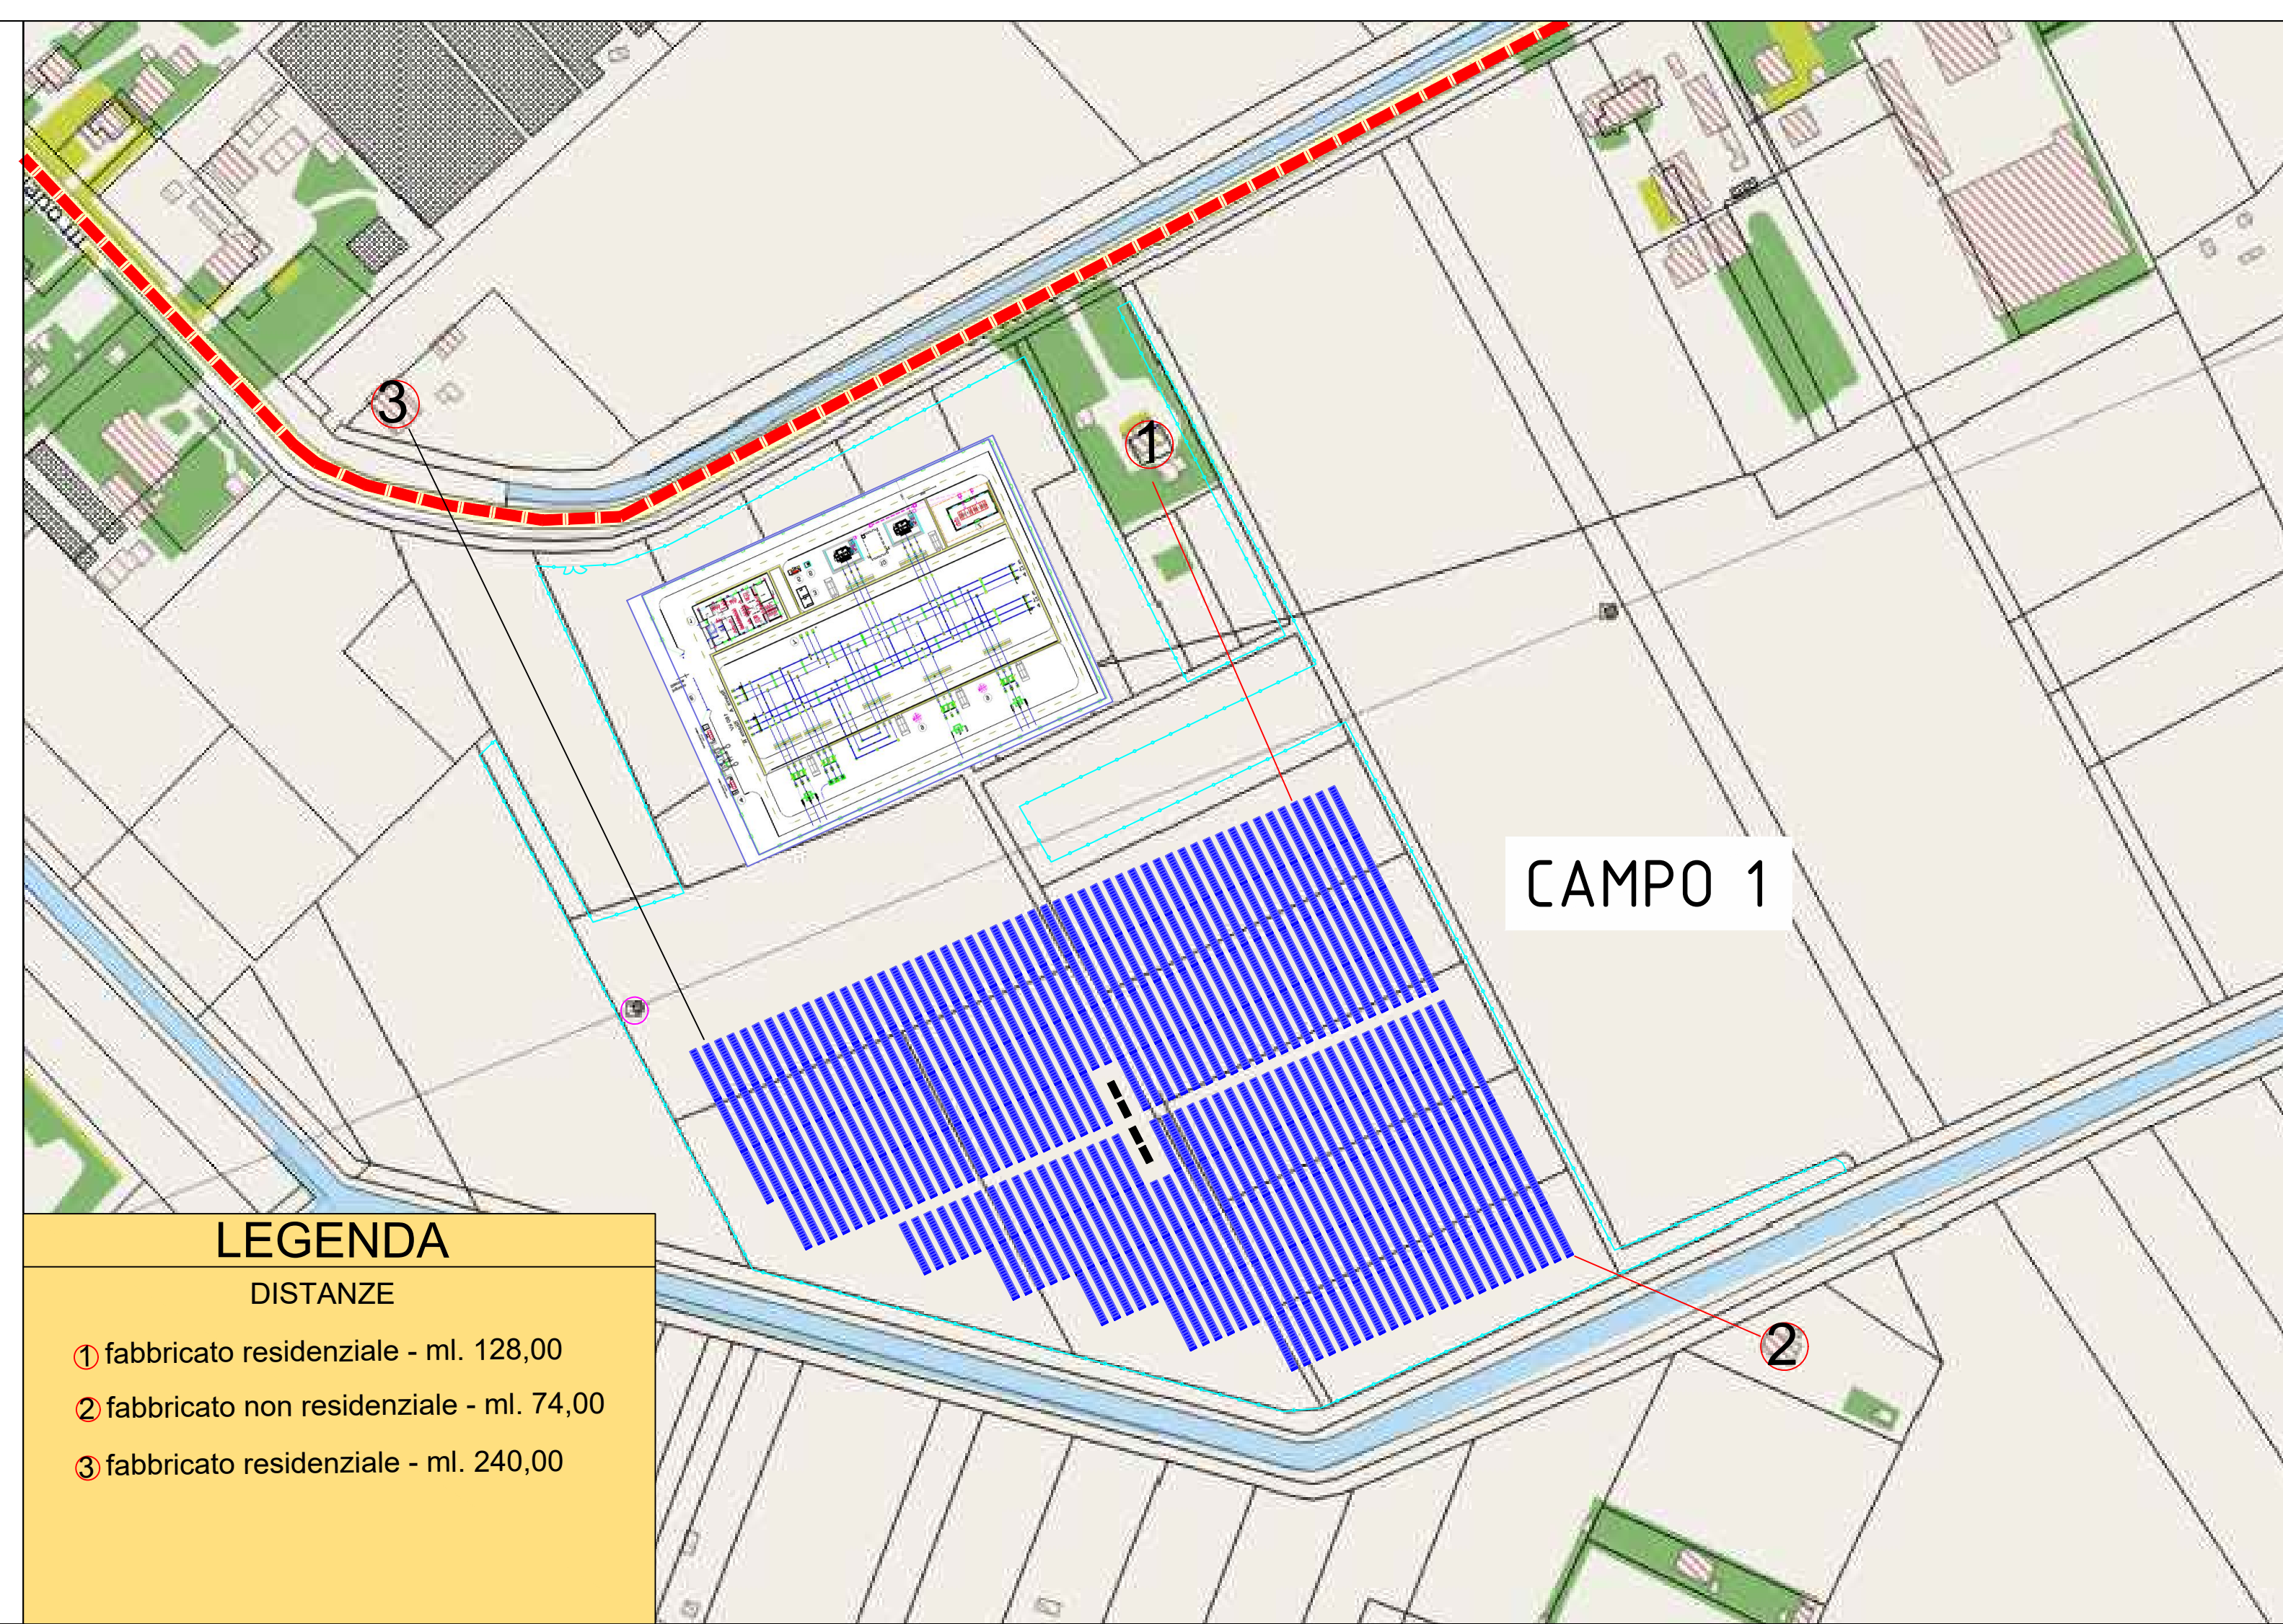 3
1
CAMPO 1
2
LEGENDA
DISTANZE
1 fabbricato residenziale - ml. 128,00
2 fabbricato non residenziale - ml. 74,00
3 fabbricato residenziale - ml. 240,00